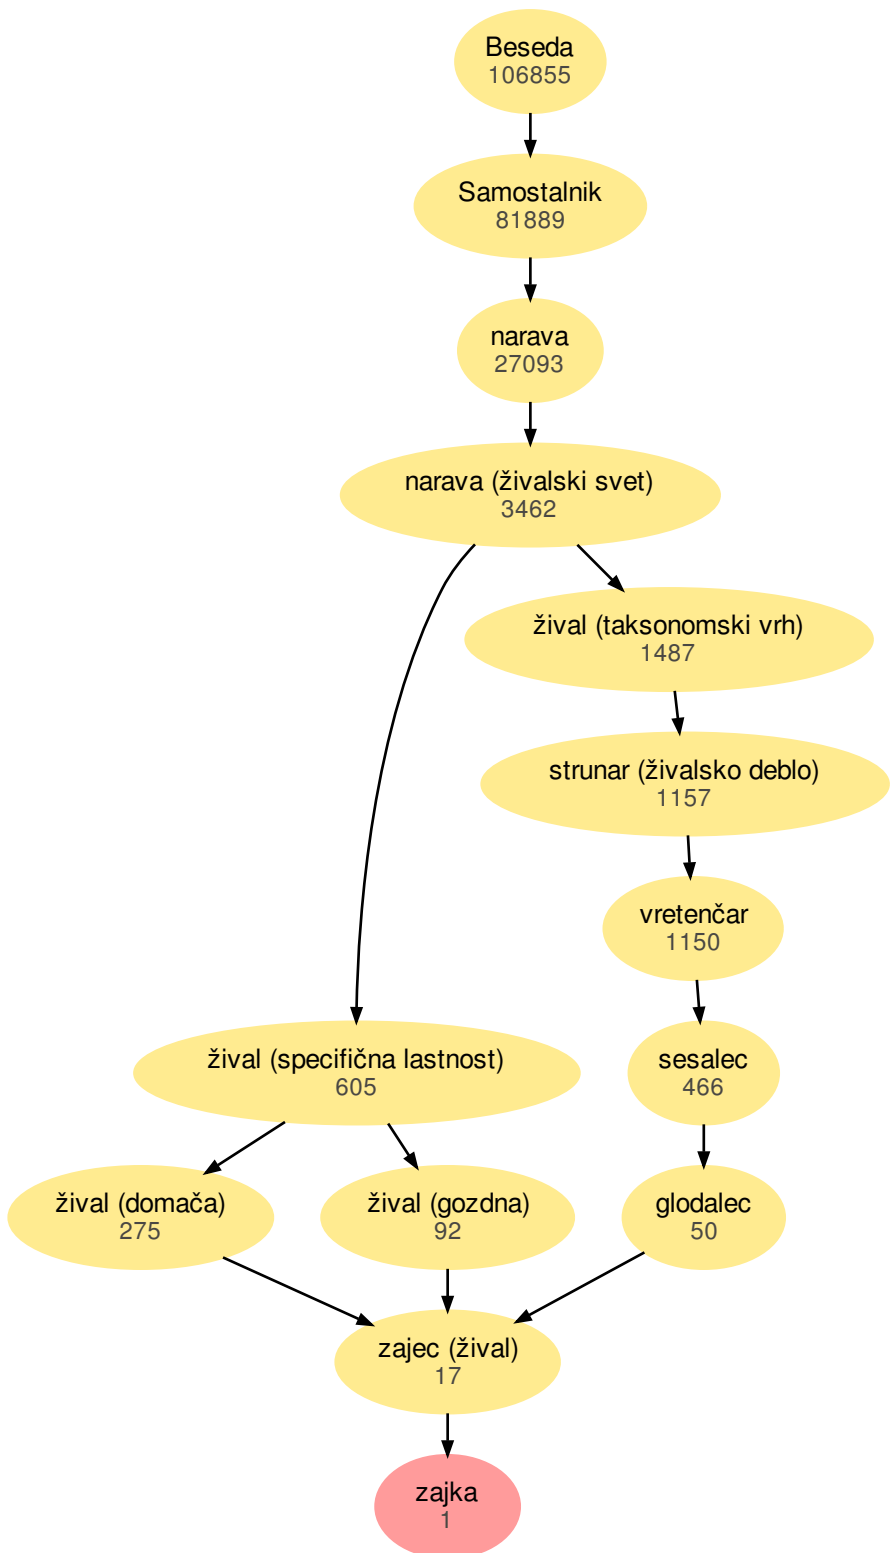 Beseda
106855
Samostalnik
81889
narava
27093
narava (živalski svet)
3462
žival (taksonomski vrh)
1487
strunar (živalsko deblo)
1157
vretenčar
1150
žival (specifična lastnost)
605
sesalec
466
žival (domača)
275
žival (gozdna)
92
glodalec
50
zajec (žival)
17
zajka
1